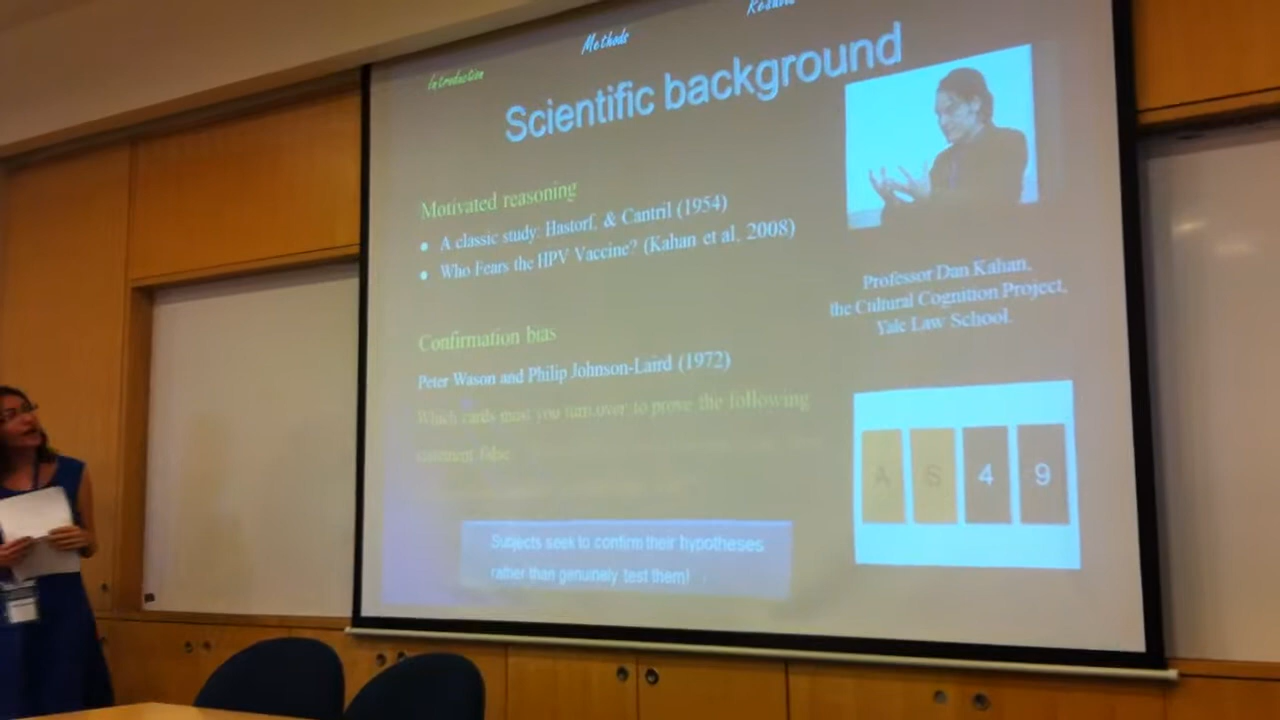 Introduction
Methods
Results
Scientific background
Motivated reasoning
• A classic study: Hastorf, & Cantril (1954)
• Who Fears the HPV Vaccine? (Kahan et al, 2008)
Professor Dan Kahan,
the Cultural Cognition Project,
Yale Law School.
Confirmation bias
Peter Wason and Philip Johnson-Laird (1972)
Which cards must you turn over to prove the following
statement false
A S 4 9
Subjects seek to confirm their hypotheses
rather than genuinely test them!